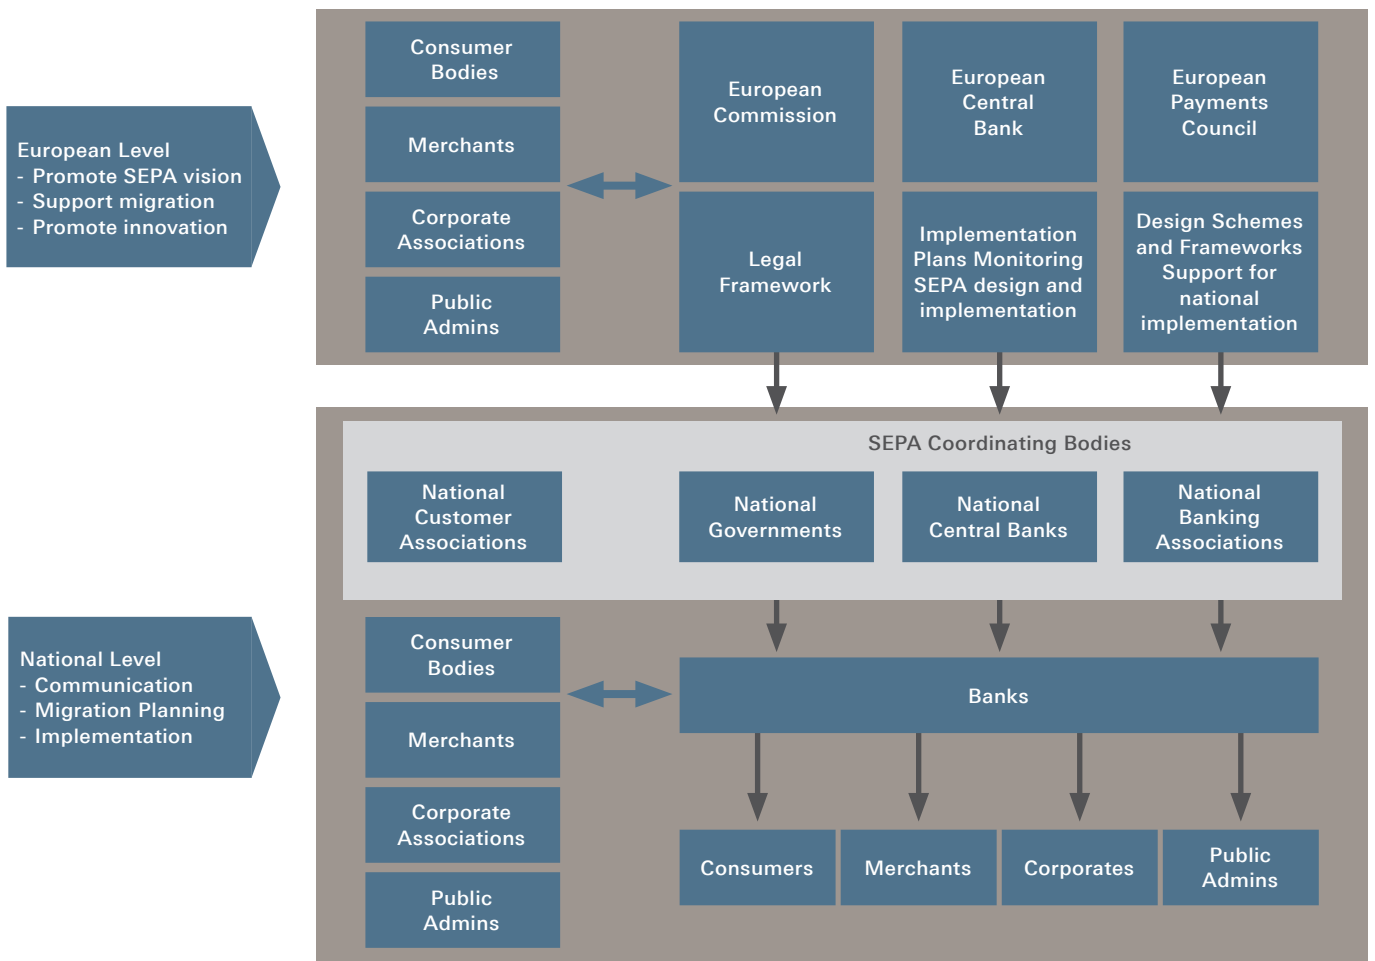 European Level
- Promote SEPA vision
- Support migration
- Promote innovation
Consumer
Bodies
Merchants
Corporate
Associations
Public
Admins
European
Commission
European
Central
Bank
European
Payments
Council
Legal
Framework
Implementation
Plans Monitoring
SEPA design and
implementation
Design Schemes
and Frameworks
Support for
national
implementation
SEPA Coordinating Bodies
National
Customer
Associations
National
Governments
National
Central Banks
National
Banking
Associations
National Level
- Communication
- Migration Planning
- Implementation
Consumer
Bodies
Merchants
Corporate
Associations
Public
Admins
Banks
Consumers
Merchants
Corporates
Public
Admins